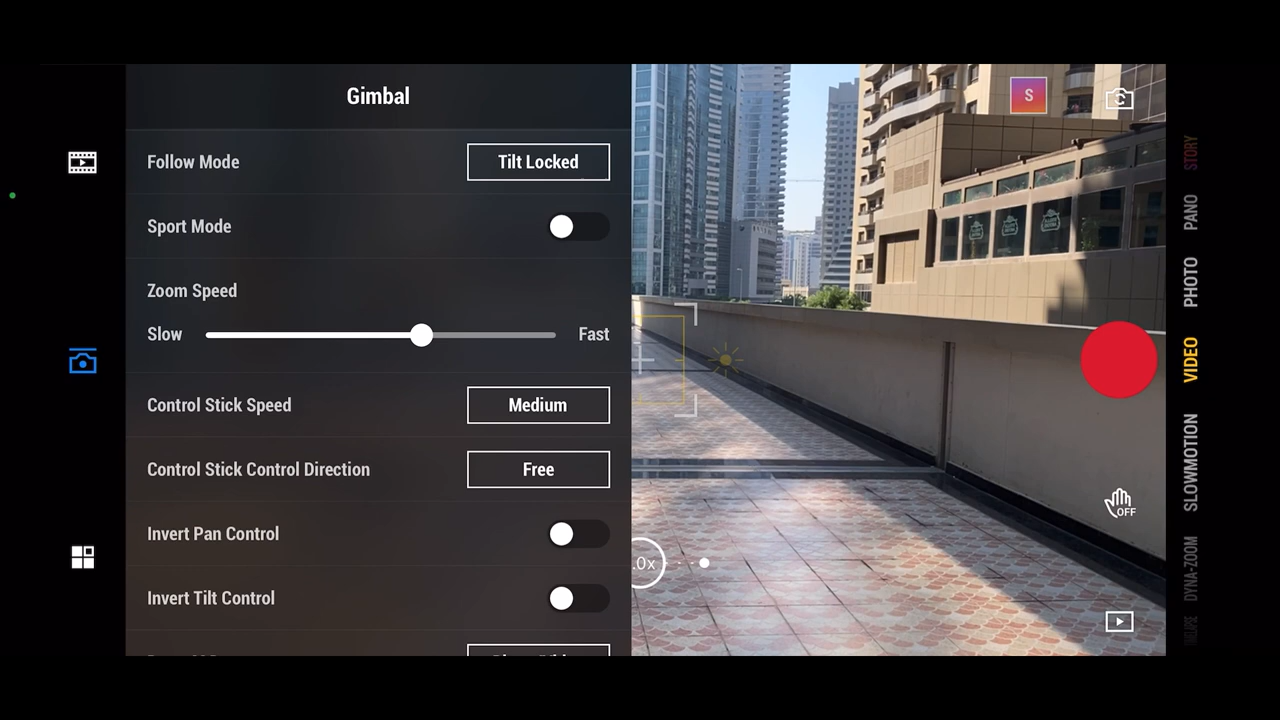 Gimbal
Follow Mode
Tilt Locked
Sport Mode
Zoom Speed
Slow
Fast
Control Stick Speed
Medium
Control Stick Control Direction
Free
Invert Pan Control
Invert Tilt Control
S
STORY
PANO
PHOTO
VIDEO
SLOWMOTION
DYNA-ZOOM
OFF
.0x